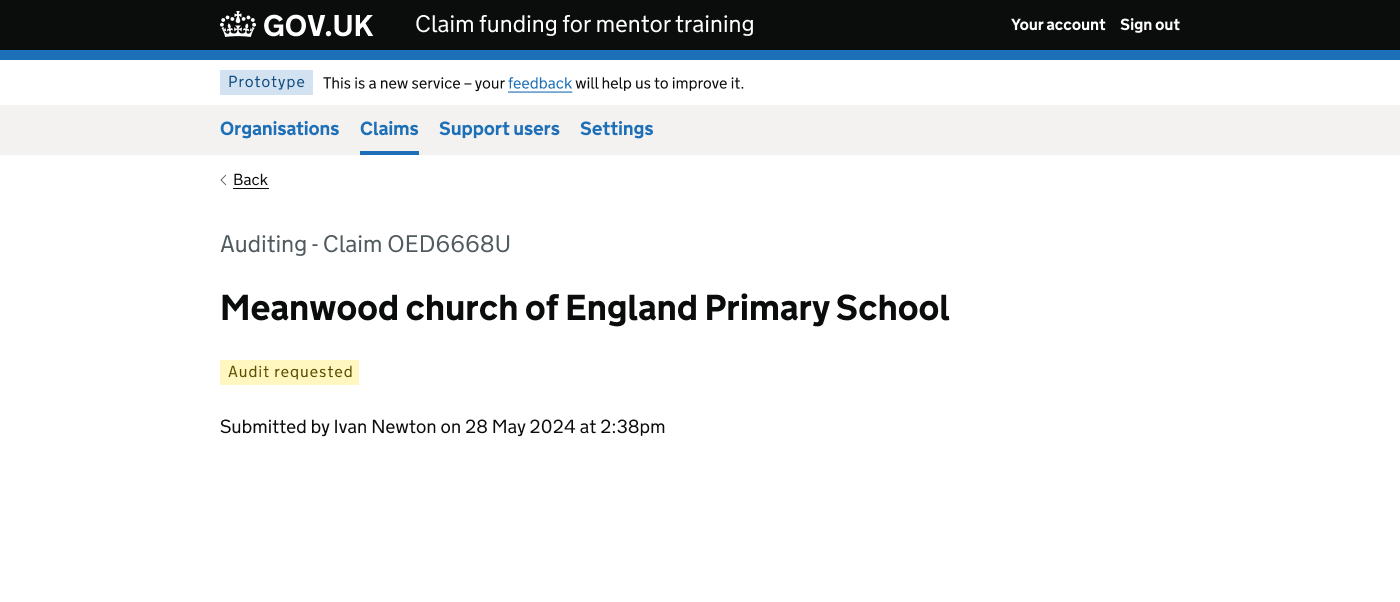 GOV.UK Claim funding for mentor training Your account Sign out
Prototype This is a new service – your feedback will help us to improve it.
Organisations Claims Support users Settings
Back
Auditing - Claim OED6668U
Meanwood church of England Primary School
Audit requested
Submitted by Ivan Newton on 28 May 2024 at 2:38pm